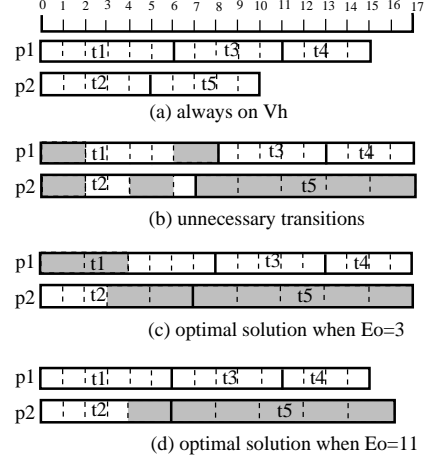 0 1 2 3 4 5 6 7 8 9 10 11 12 13 14 15 16 17
p1 t1 t3 t4
p2 t2 t5
(a) always on Vh
p1 t1 t3 t4
p2 t2 t5
(b) unnecessary transitions
p1 t1 t3 t4
p2 t2 t5
(c) optimal solution when Eo=3
p1 t1 t3 t4
p2 t2 t5
(d) optimal solution when Eo=11